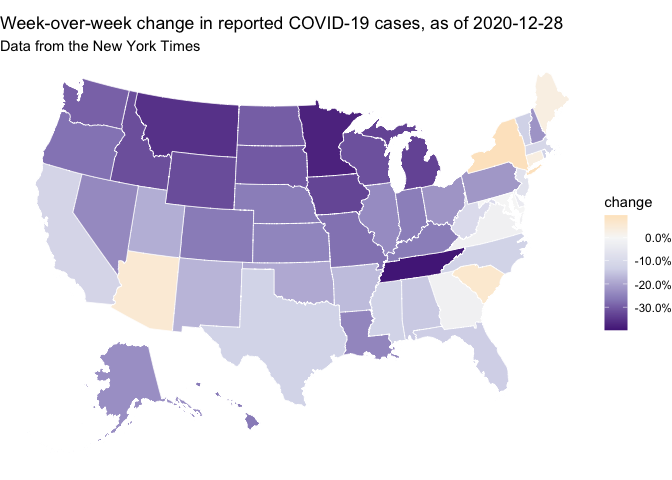 Week-over-week change in reported COVID-19 cases, as of 2020-12-28
Data from the New York Times
change
0.0%
-10.0%
-20.0%
-30.0%